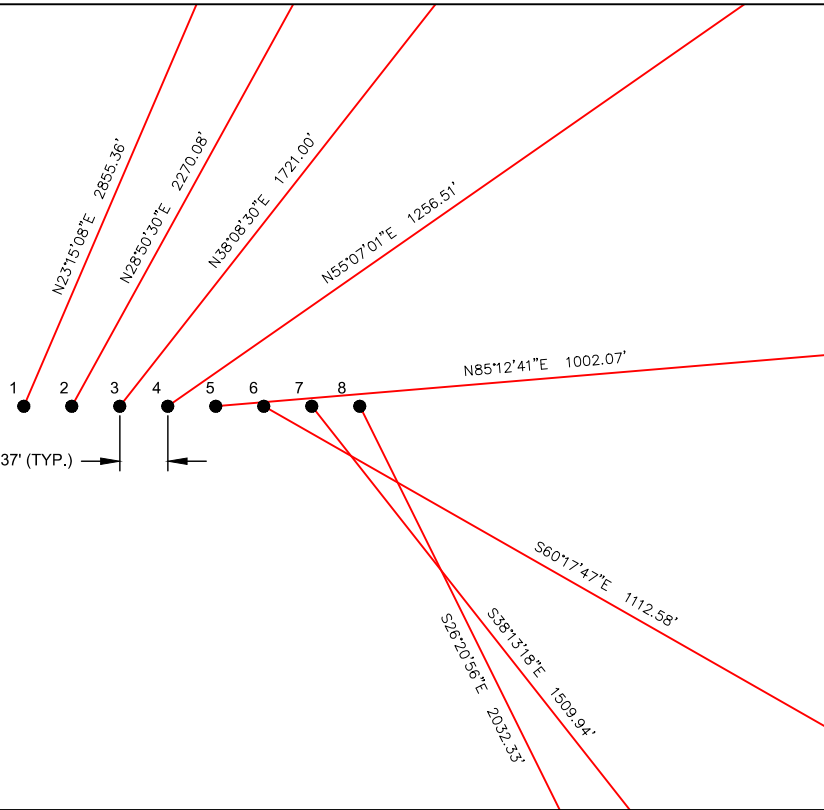 N23°15'08"E 2855.36'
N28°50'30"E 2270.08'
N38°08'30"E 1721.00'
N55°07'01"E 1256.51'
N85°12'41"E 1002.07'
1 2 3 4 5 6 7 8
37' (TYP.)
S60°17'47"E 1112.58'
S38°13'18"E 1509.94'
S26°20'56"E 2032.33'